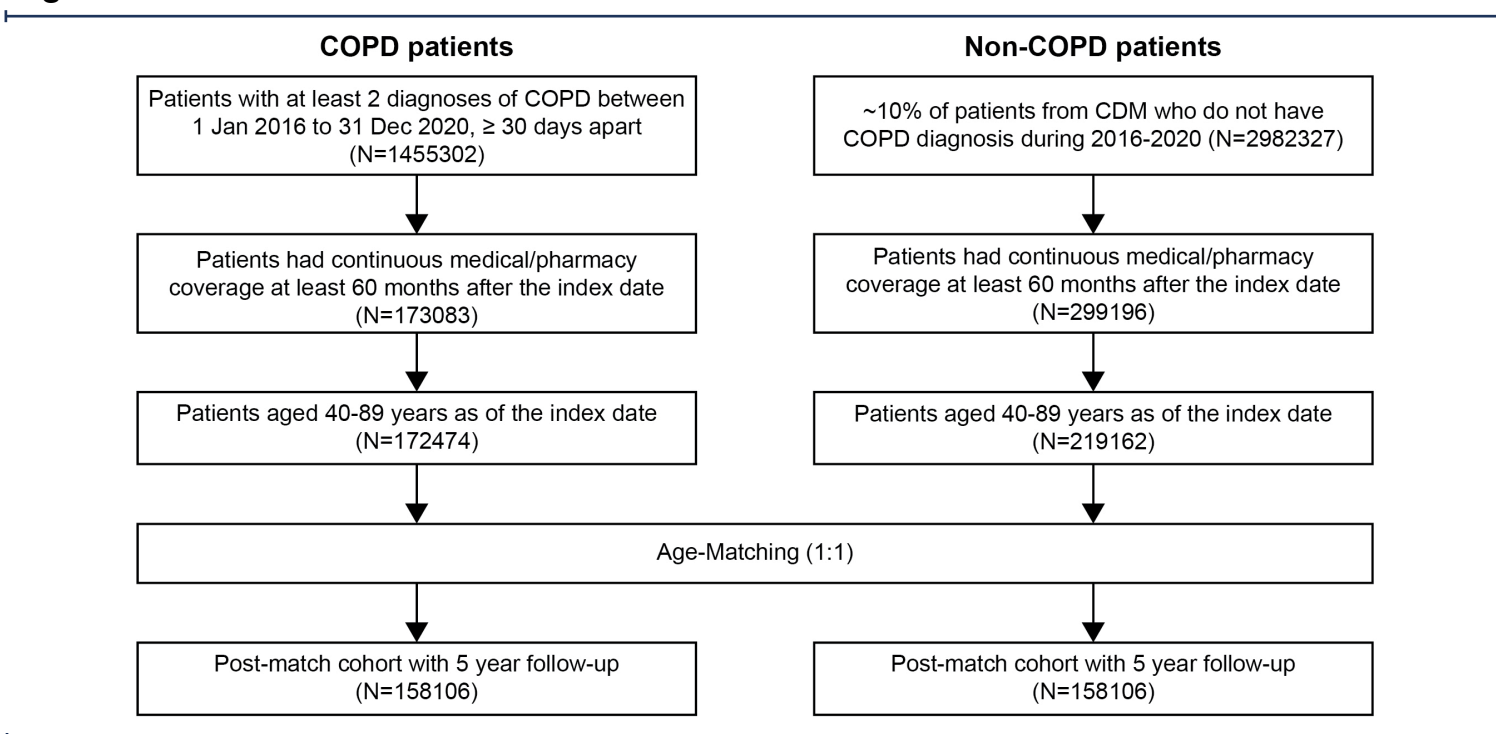 COPD patients
Patients with at least 2 diagnoses of COPD between
1 Jan 2016 to 31 Dec 2020, ≥ 30 days apart
(N=1455302)
Patients had continuous medical/pharmacy
coverage at least 60 months after the index date
(N=173083)
Patients aged 40-89 years as of the index date
(N=172474)
Non-COPD patients
~10% of patients from CDM who do not have
COPD diagnosis during 2016-2020 (N=2982327)
Patients had continuous medical/pharmacy
coverage at least 60 months after the index date
(N=299196)
Patients aged 40-89 years as of the index date
(N=219162)
Age-Matching (1:1)
Post-match cohort with 5 year follow-up
(N=158106)
Post-match cohort with 5 year follow-up
(N=158106)